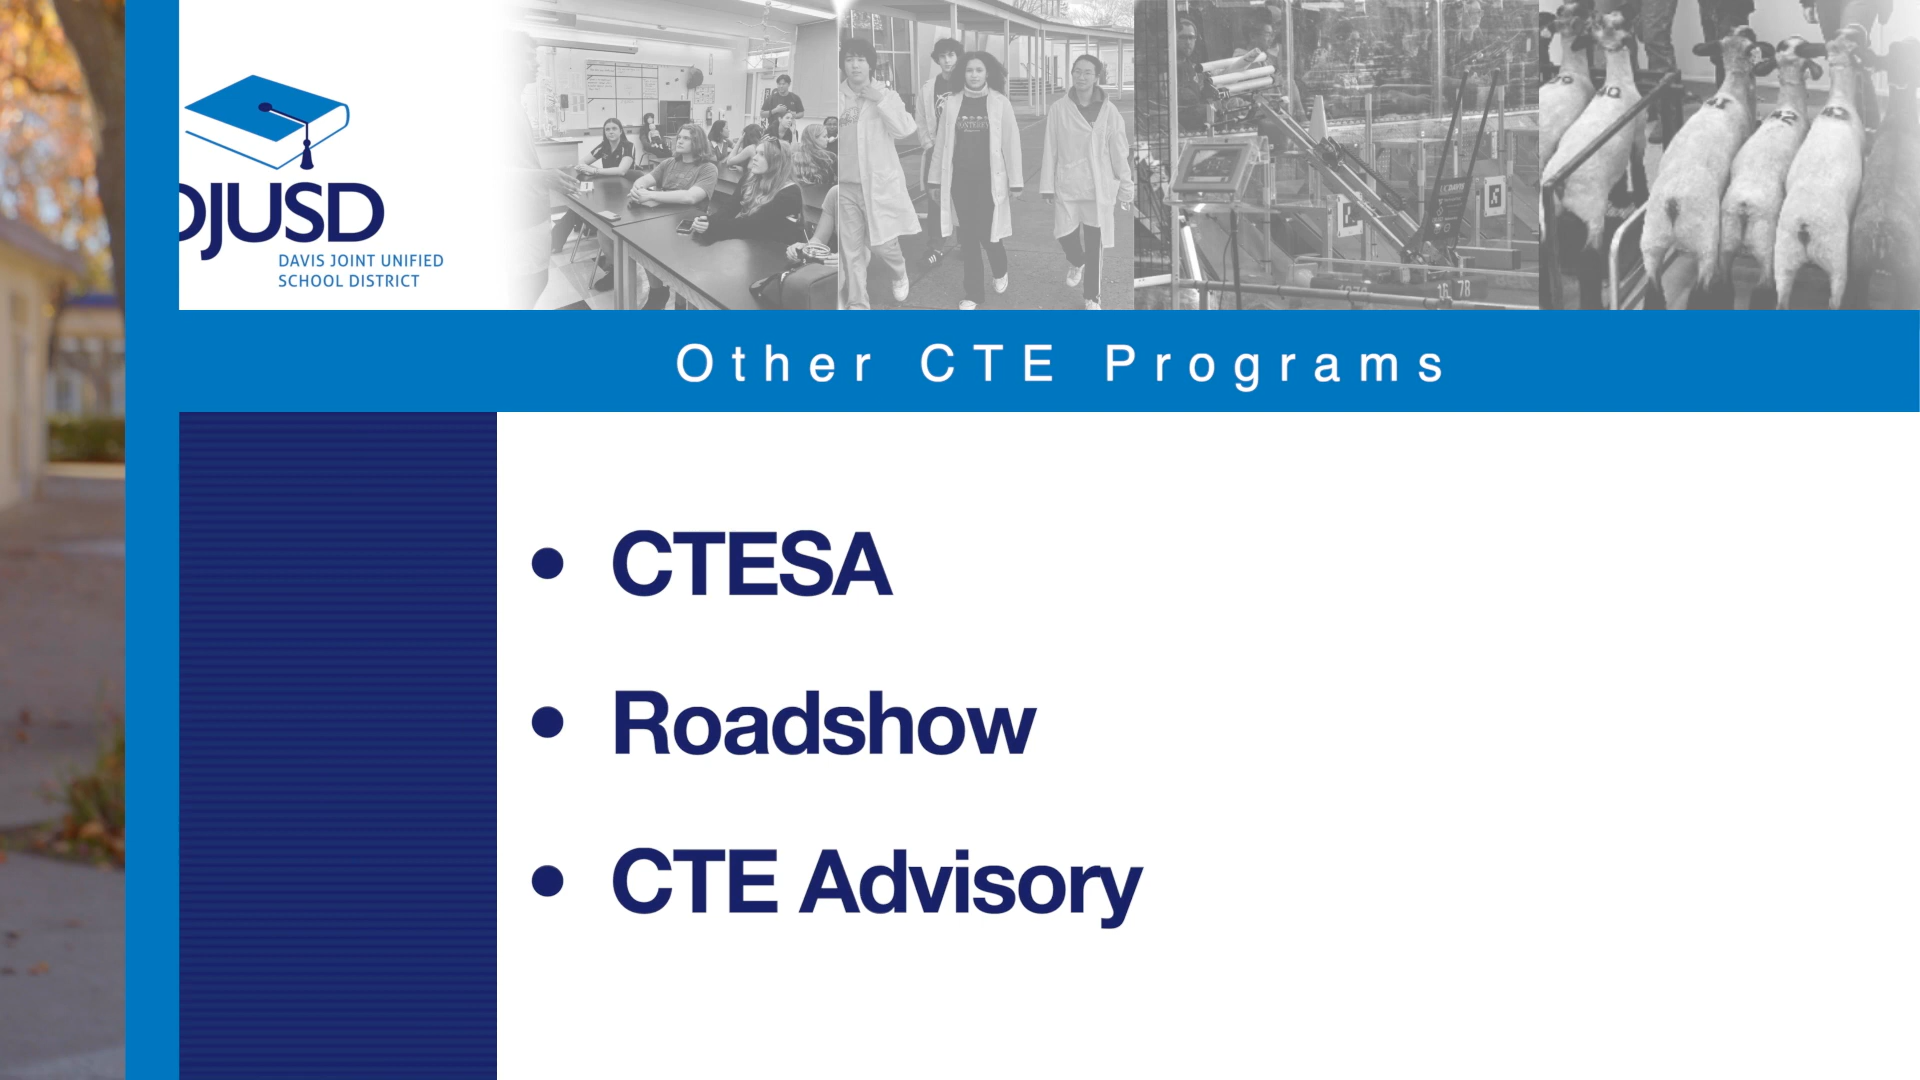 DJUSD
DAVIS JOINT UNIFIED
SCHOOL DISTRICT
Other CTE Programs
• CTESA
• Roadshow
• CTE Advisory